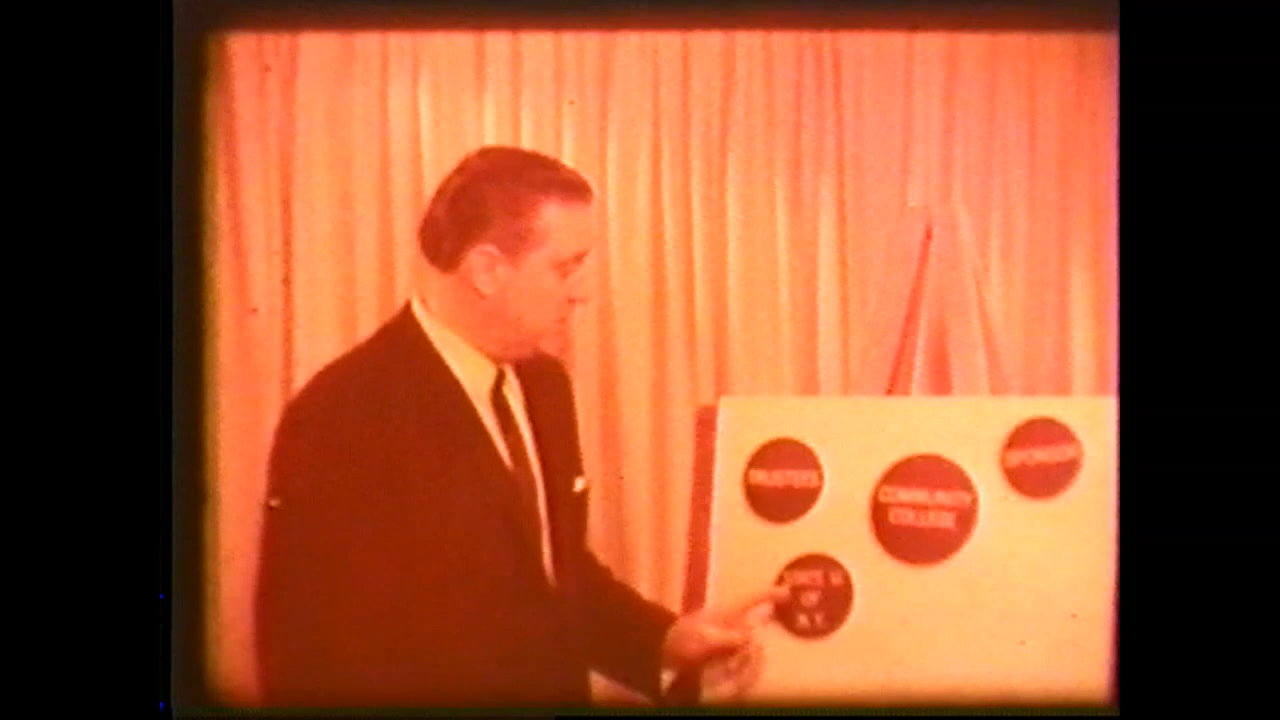 TRUSTEES
COMMUNITY
COLLEGE
SPONSOR
STATE U
OF
N.Y.